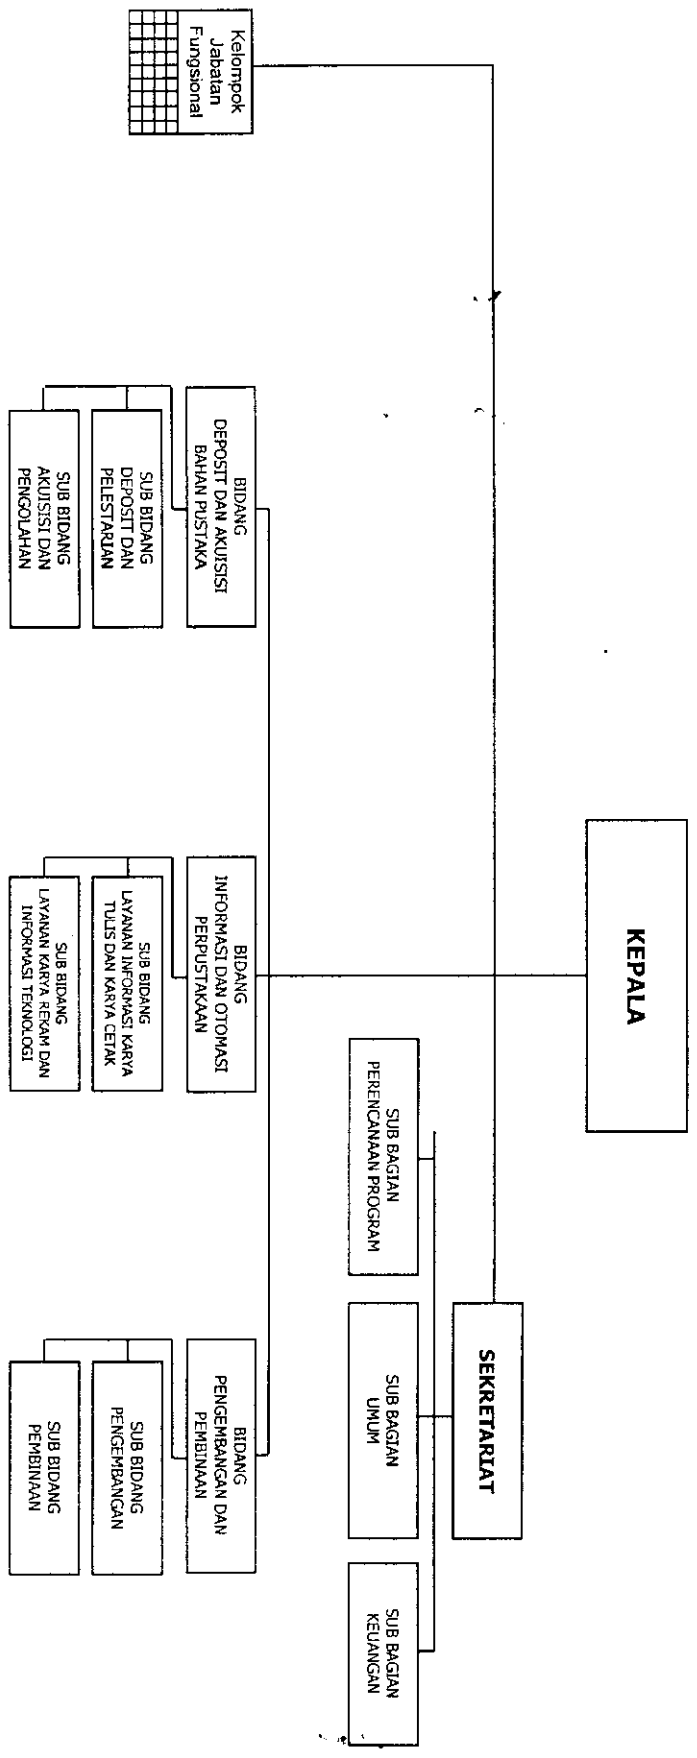 KEPALA
SEKRETARIAT
SUB BAGIAN
PERENCANAAN PROGRAM
SUB BAGIAN
UMUM
SUB BAGIAN
KEUANGAN
Kelompok
Jabatan
Fungsional
BIDANG
DEPOSIT DAN AKUISISI
BAHAN PUSTAKA
SUB BIDANG
DEPOSIT DAN
PELESTARIAN
SUB BIDANG
AKUISISI DAN
PENGOLAHAN
BIDANG
INFORMASI DAN OTOMASI
PERPUSTAKAAN
SUB BIDANG
LAYANAN INFORMASI KARYA
TULIS DAN KARYA CETAK
SUB BIDANG
LAYANAN KARYA REKAM DAN
INFORMASI TEKNOLOGI
BIDANG
PENGEMBANGAN DAN
PEMBINAAN
SUB BIDANG
PENGEMBANGAN
SUB BIDANG
PEMBINAAN